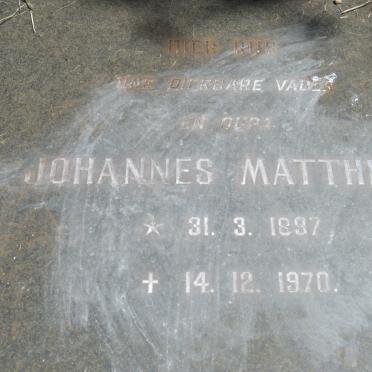 HIER RUS
ONS DIERBARE VADER
EN OUPA
JOHANNES MATTH
31. 3. 1897
14. 12. 1970.